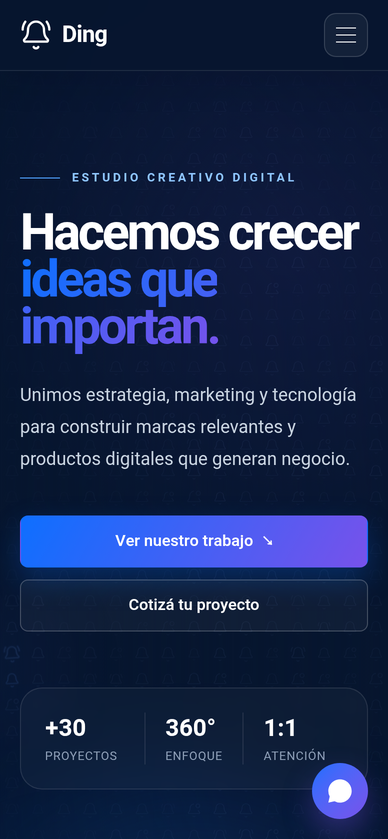 Ding
ESTUDIO CREATIVO DIGITAL
Hacemos crecer
ideas que
importan.
Unimos estrategia, marketing y tecnología
para construir marcas relevantes y
productos digitales que generan negocio.
Ver nuestro trabajo ↘
Cotizá tu proyecto
+30 360° 1:1
PROYECTOS ENFOQUE ATENCIÓN